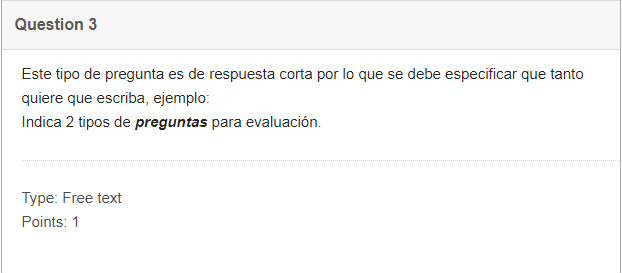 Question 3
Este tipo de pregunta es de respuesta corta por lo que se debe especificar que tanto
quiere que escriba, ejemplo:
Indica 2 tipos de preguntas para evaluación.
Type: Free text
Points: 1